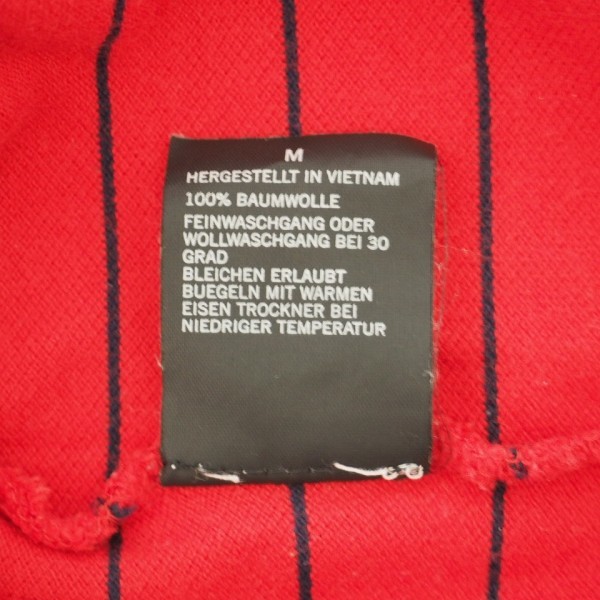 M
HERGESTELLT IN VIETNAM
100% BAUMWOLLE
FEINWASCHGANG ODER
WOLLWASCHGANG BEI 30
GRAD
BLEICHEN ERLAUBT
BUEGELN MIT WARMEN
EISEN TROCKNER BEI
NIEDRIGER TEMPERATUR